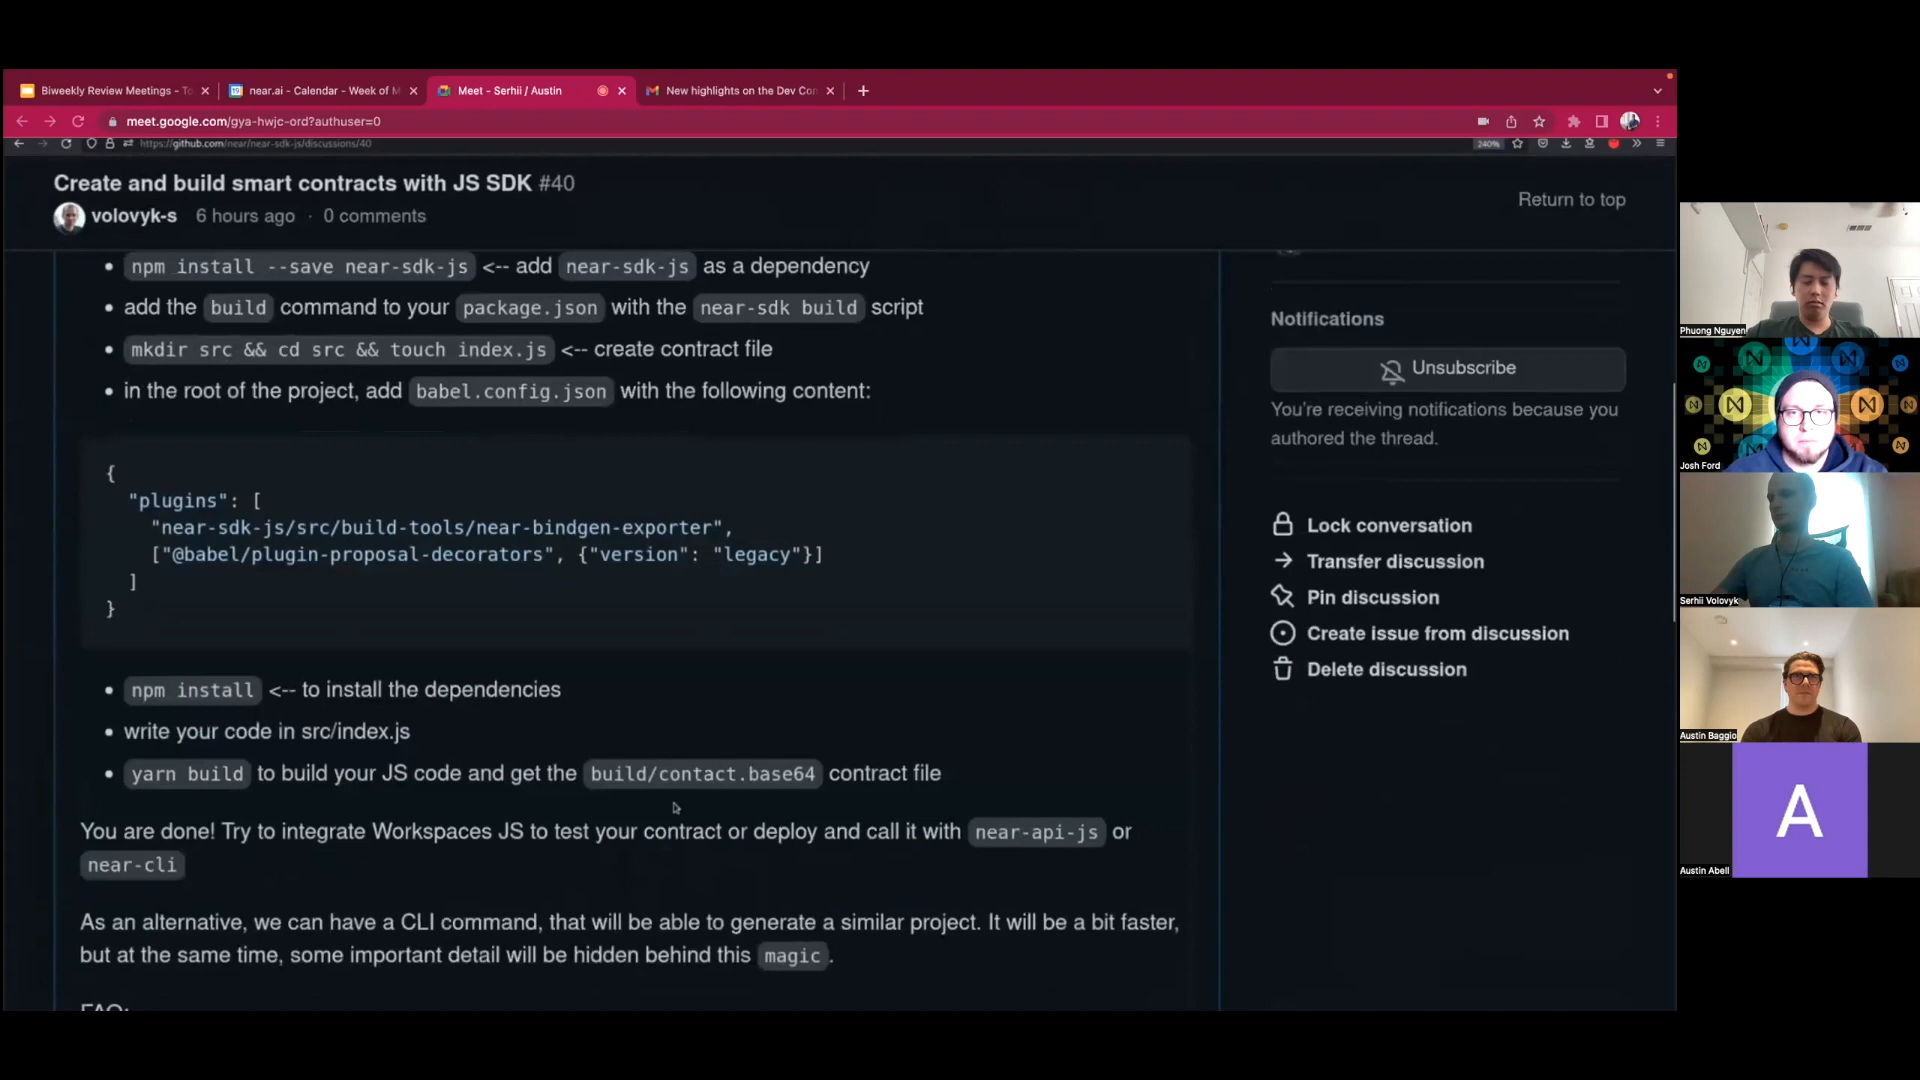 Biweekly Review Meetings - To
near.ai - Calendar - Week of M
Meet - Serhii / Austin
New highlights on the Dev Con
meet.google.com/gya-hwjc-ord?authuser=0
https://github.com/near/near-sdk-js/discussions/40
240%
Create and build smart contracts with JS SDK #40
volovyk-s 6 hours ago · 0 comments
Return to top
• npm install --save near-sdk-js <-- add near-sdk-js as a dependency
• add the build command to your package.json with the near-sdk build script
• mkdir src && cd src && touch index.js <-- create contract file
• in the root of the project, add babel.config.json with the following content:
{
"plugins": [
"near-sdk-js/src/build-tools/near-bindgen-exporter",
["@babel/plugin-proposal-decorators", {"version": "legacy"}]
]
}
• npm install <-- to install the dependencies
• write your code in src/index.js
• yarn build to build your JS code and get the build/contact.base64 contract file
You are done! Try to integrate Workspaces JS to test your contract or deploy and call it with near-api-js or
near-cli
As an alternative, we can have a CLI command, that will be able to generate a similar project. It will be a bit faster,
but at the same time, some important detail will be hidden behind this magic.
FAQ:
Notifications
Unsubscribe
You're receiving notifications because you
authored the thread.
Lock conversation
Transfer discussion
Pin discussion
Create issue from discussion
Delete discussion
Phuong Nguyen
Josh Ford
Serhii Volovyk
Austin Baggio
A
Austin Abell